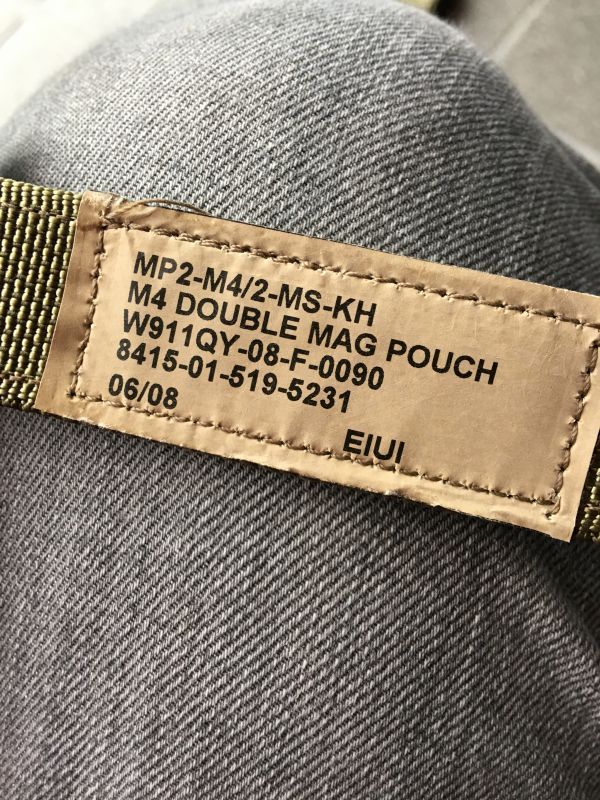 MP2-M4/2-MS-KH
M4 DOUBLE MAG POUCH
W911QY-08-F-0090
8415-01-519-5231
06/08
EIUI